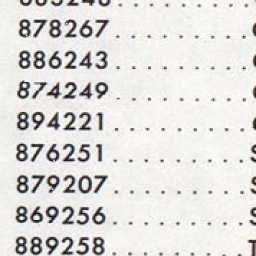 878267 . . . . . . . . .
886243 . . . . . . . . .
874249 . . . . . . . . .
894221 . . . . . . . . .
876251 . . . . . . . . . S
879207 . . . . . . . . . S
869256 . . . . . . . . . S
889258 . . . . . . . . . T